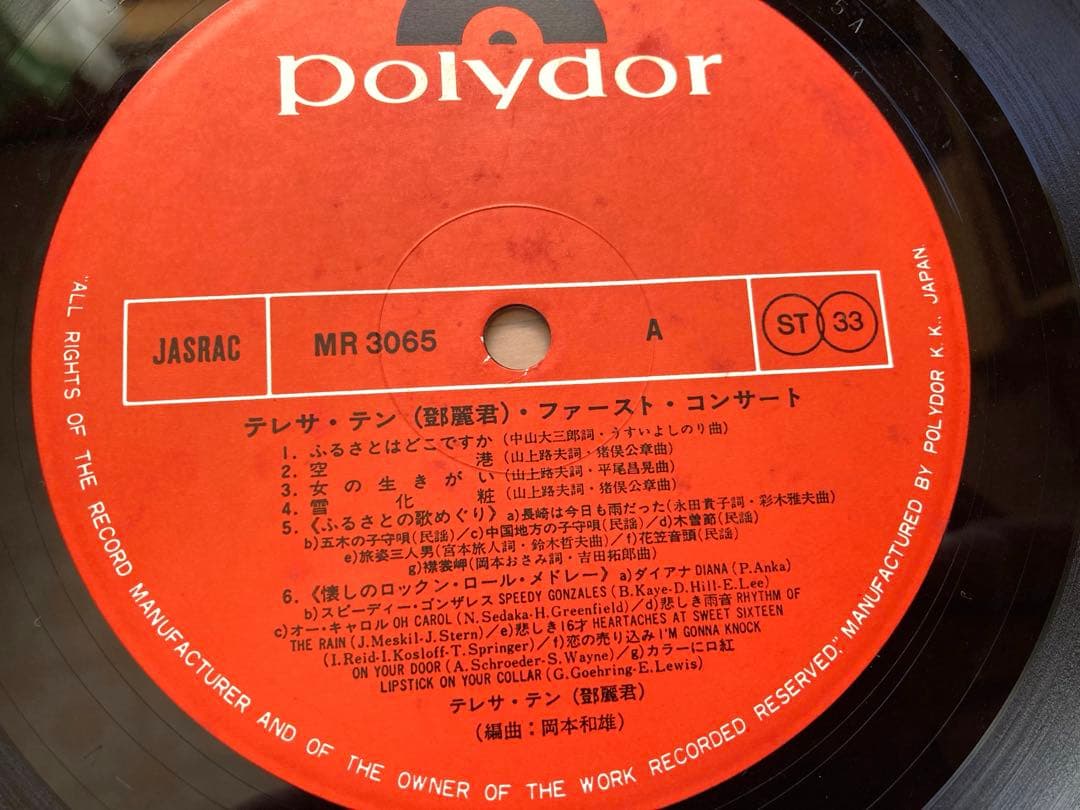 polydor
5A
JASRAC
MR 3065
A
ST 33
テレサ・テン (鄧麗君)・ファースト・コンサート
1. ふるさとはどこですか (中山大三郎詞・うすいよしのり曲)
2. 空港 (山上路夫詞・猪俣公章曲)
3. 女の生きがい (山上路夫詞・平尾昌晃曲)
4. 雪化粧 (山上路夫詞・猪俣公章曲)
5.《ふるさとの歌めぐり》a)長崎は今日も雨だった(永田貴子詞・彩木雅夫曲)
b)五木の子守唄(民謡)/c)中国地方の子守唄(民謡)/d)木曽節(民謡)
e)旅姿三人男(宮本旅人詞・鈴木哲夫曲)/f)花笠音頭(民謡)
g)襟裳岬(岡本おさみ詞・吉田拓郎曲)
6.《懐しのロックン・ロール・メドレー》a)ダイアナ DIANA (P.Anka)
b)スピーディー・ゴンザレス SPEEDY GONZALES (B.Kaye-D.Hill-E.Lee)
c)オー・キャロル OH CAROL (N.Sedaka-H.Greenfield)/d)悲しき雨音 RHYTHM OF
THE RAIN (J.Meskil-J.Stern)/e)悲しき16才 HEARTACHES AT SWEET SIXTEEN
(I.Reid-I.Kosloff-T.Springer)/f)恋の売り込み I'M GONNA KNOCK
ON YOUR DOOR (A.Schroeder-S.Wayne)/g)カラーに口紅
LIPSTICK ON YOUR COLLAR (G.Goehring-E.Lewis)
テレサ・テン (鄧麗君)
(編曲：岡本和雄)
"ALL RIGHTS OF THE RECORD MANUFACTURER AND OF THE OWNER OF THE WORK RECORDED RESERVED," MANUFACTURED BY POLYDOR K.K., JAPAN.